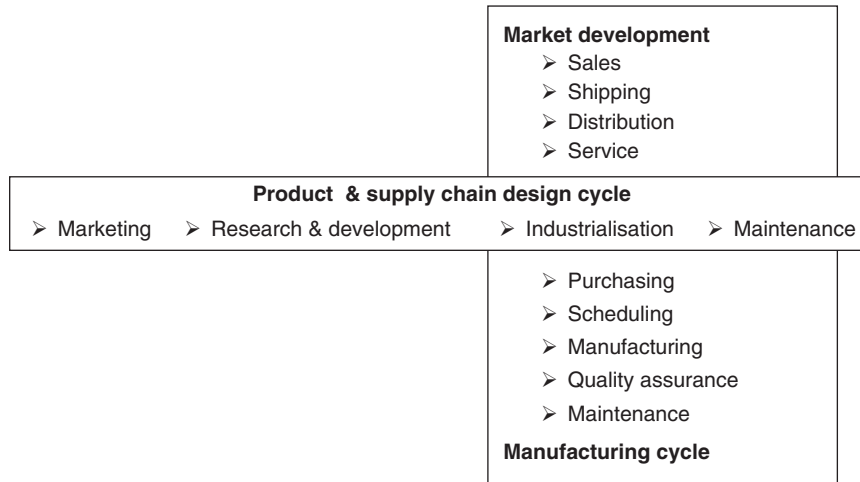 Market development
➢ Sales
➢ Shipping
➢ Distribution
➢ Service
Product & supply chain design cycle
➢ Marketing ➢ Research & development ➢ Industrialisation ➢ Maintenance
➢ Purchasing
➢ Scheduling
➢ Manufacturing
➢ Quality assurance
➢ Maintenance
Manufacturing cycle